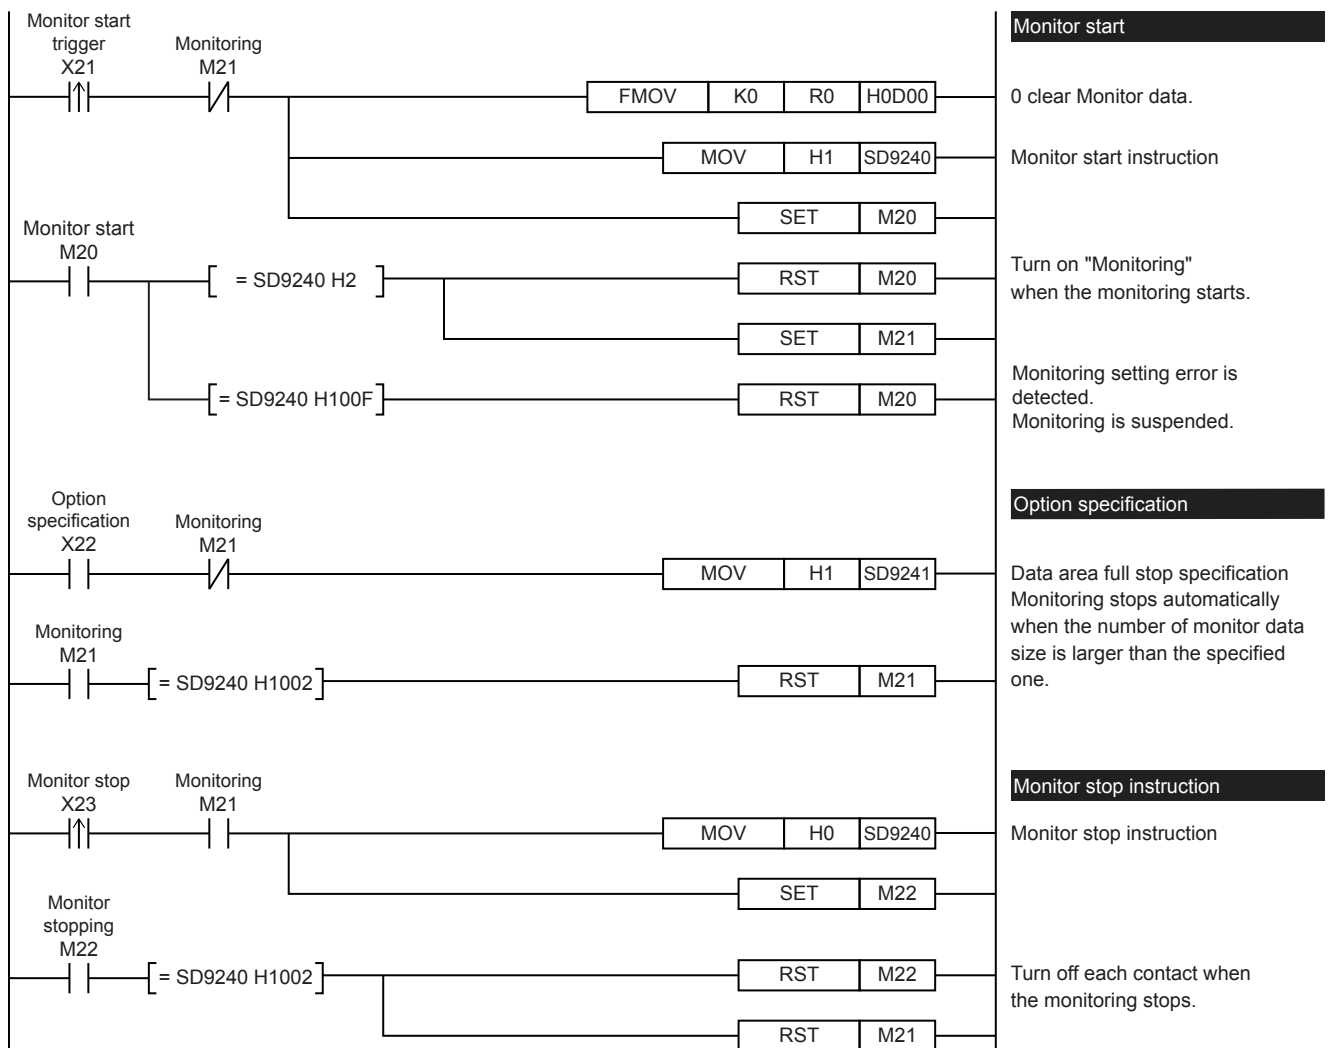 Monitor start
trigger
X21
Monitoring
M21
FMOV K0 R0 H0D00
Monitor start
0 clear Monitor data.
MOV H1 SD9240
Monitor start instruction
SET M20
Monitor start
M20
= SD9240 H2
RST M20
Turn on "Monitoring"
when the monitoring starts.
SET M21
= SD9240 H100F
RST M20
Monitoring setting error is
detected.
Monitoring is suspended.
Option
specification
X22
Monitoring
M21
Option specification
MOV H1 SD9241
Data area full stop specification
Monitoring stops automatically
when the number of monitor data
size is larger than the specified
one.
Monitoring
M21
= SD9240 H1002
RST M21
Monitor stop
X23
Monitoring
M21
Monitor stop instruction
MOV H0 SD9240
Monitor stop instruction
SET M22
Monitor
stopping
M22
= SD9240 H1002
RST M22
Turn off each contact when
the monitoring stops.
RST M21